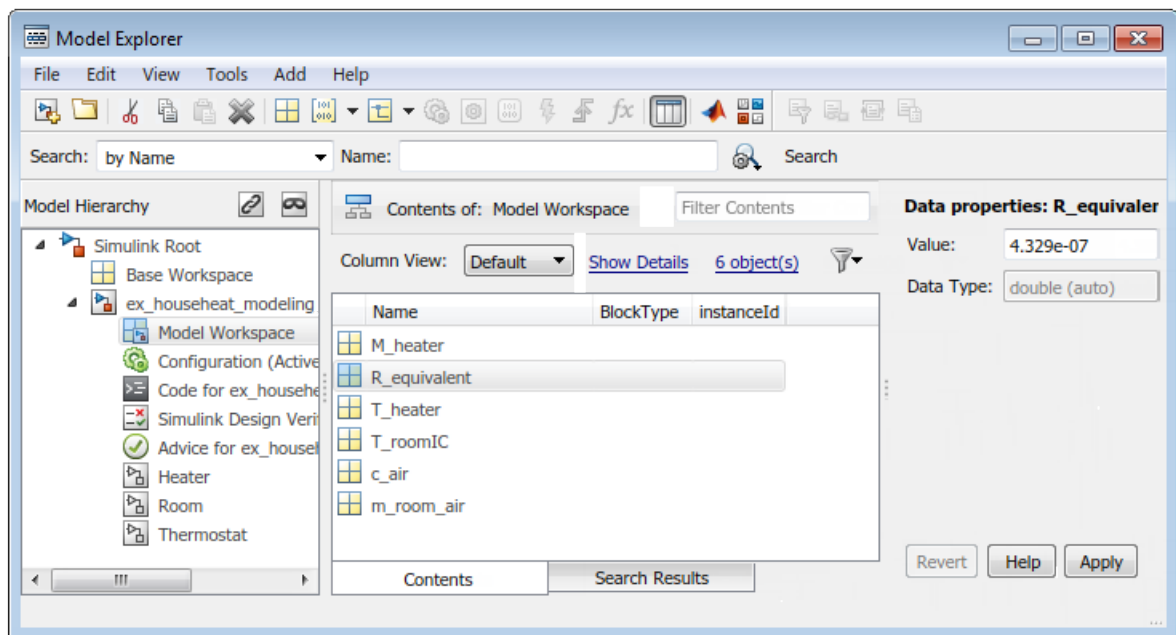 Model Explorer
File Edit View Tools Add Help
Search: by Name Name: Search
Model Hierarchy
Simulink Root
Base Workspace
ex_househeat_modeling
Model Workspace
Configuration (Active
Code for ex_househe
Simulink Design Veri
Advice for ex_househ
Heater
Room
Thermostat
Contents of: Model Workspace Filter Contents
Column View: Default Show Details 6 object(s)
Name BlockType instanceId
M_heater
R_equivalent
T_heater
T_roomIC
c_air
m_room_air
Contents Search Results
Data properties: R_equivaler
Value: 4.329e-07
Data Type: double (auto)
Revert Help Apply